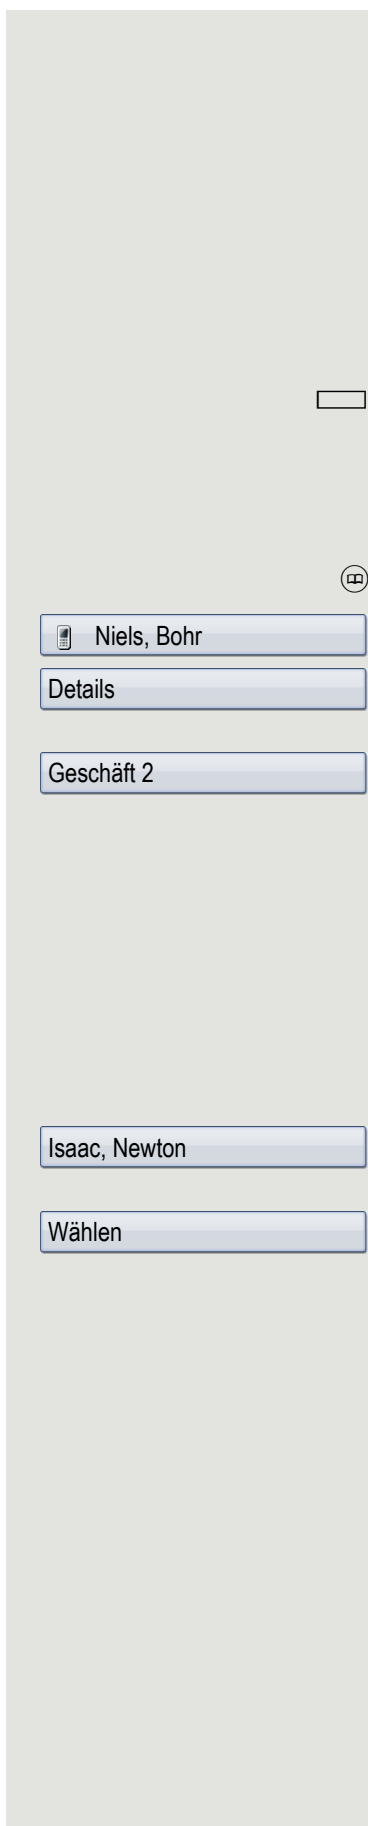 Niels, Bohr
Details
Geschäft 2
Isaac, Newton
Wählen